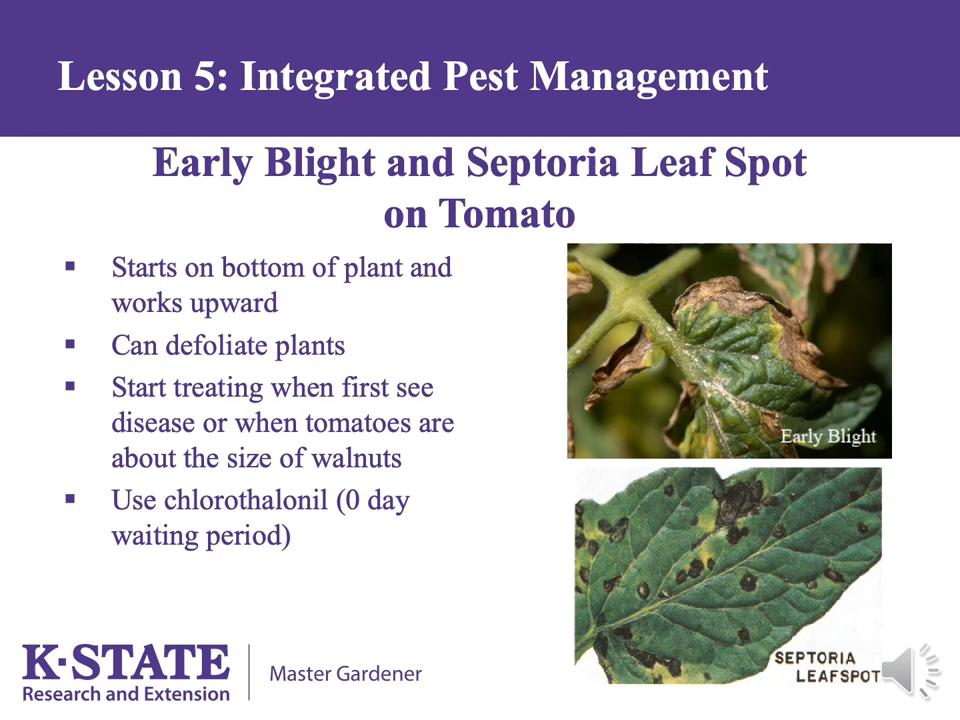 Lesson 5: Integrated Pest Management
Early Blight and Septoria Leaf Spot
on Tomato
▪ Starts on bottom of plant and
works upward
▪ Can defoliate plants
▪ Start treating when first see
disease or when tomatoes are
about the size of walnuts
▪ Use chlorothalonil (0 day
waiting period)
Early Blight
SEPTORIA
LEAFSPOT
K-STATE
Research and Extension
Master Gardener